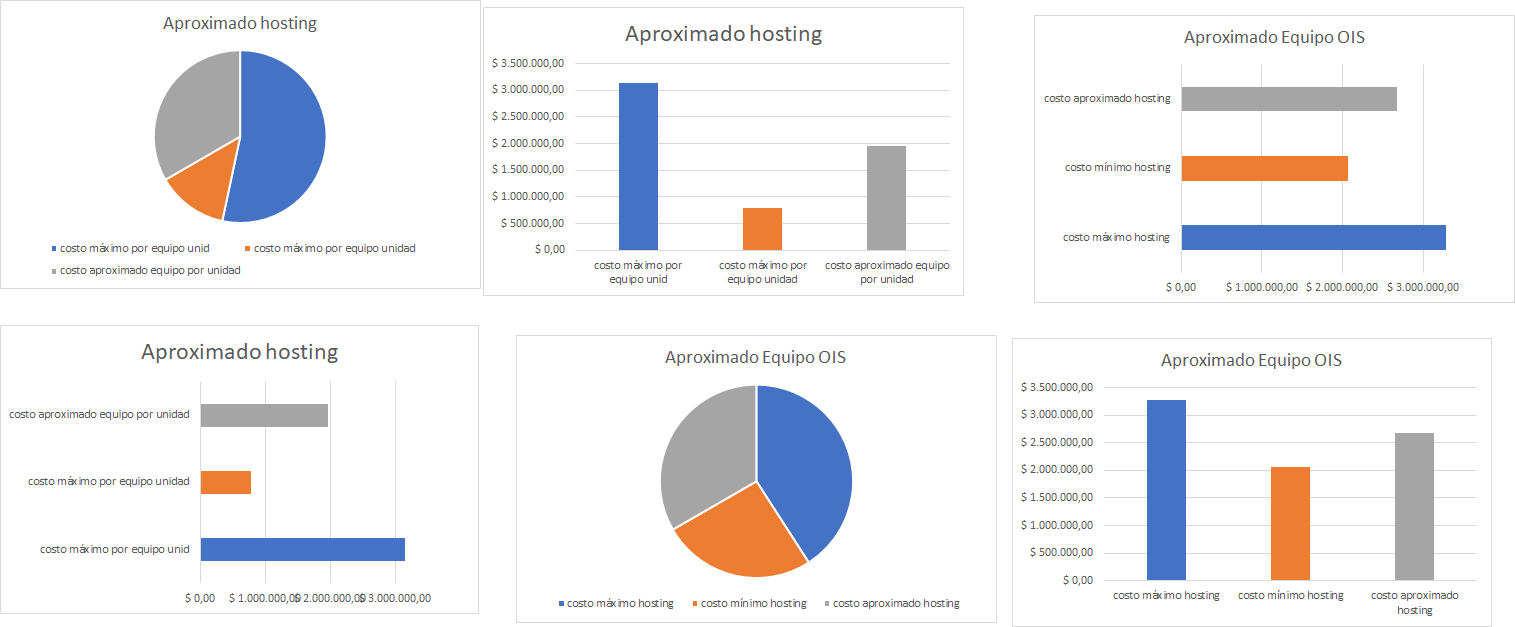 Aproximado hosting
costo máximo por equipo unid
costo máximo por equipo unidad
costo aproximado equipo por unidad
Aproximado hosting
$ 3.500.000,00
$ 3.000.000,00
$ 2.500.000,00
$ 2.000.000,00
$ 1.500.000,00
$ 1.000.000,00
$ 500.000,00
$ 0,00
costo máximo por
equipo unid
costo máximo por
equipo unidad
costo aproximado equipo
por unidad
Aproximado Equipo OIS
costo aproximado hosting
costo mínimo hosting
costo máximo hosting
$ 0,00
$ 1.000.000,00
$ 2.000.000,00
$ 3.000.000,00
Aproximado hosting
costo aproximado equipo por unidad
costo máximo por equipo unidad
costo máximo por equipo unid
$ 0,00
$ 1.000.000,00
$ 2.000.000,00
$ 3.000.000,00
Aproximado Equipo OIS
costo máximo hosting
costo mínimo hosting
costo aproximado hosting
Aproximado Equipo OIS
$ 3.500.000,00
$ 3.000.000,00
$ 2.500.000,00
$ 2.000.000,00
$ 1.500.000,00
$ 1.000.000,00
$ 500.000,00
$ 0,00
costo máximo hosting
costo mínimo hosting
costo aproximado
hosting